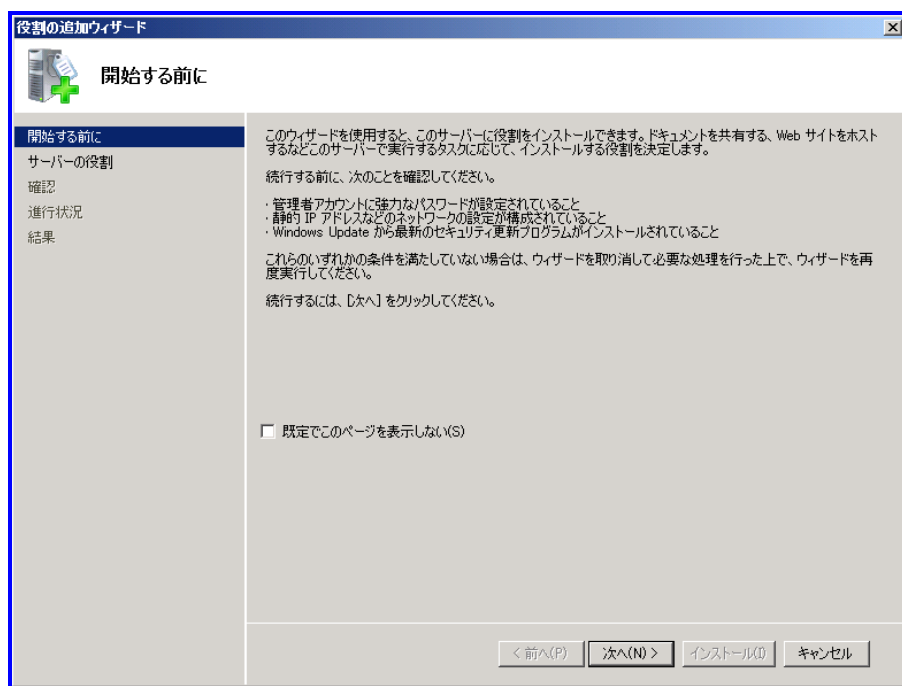 役割の追加ウィザード
開始する前に
開始する前に
サーバーの役割
確認
進行状況
結果
このウィザードを使用すると、このサーバーに役割をインストールできます。ドキュメントを共有する、Web サイトをホスト
するなどこのサーバーで実行するタスクに応じて、インストールする役割を決定します。
続行する前に、次のことを確認してください。
・管理者アカウントに強力なパスワードが設定されていること
・静的 IP アドレスなどのネットワークの設定が構成されていること
・Windows Update から最新のセキュリティ更新プログラムがインストールされていること
これらのいずれかの条件を満たしていない場合は、ウィザードを取り消して必要な処理を行った上で、ウィザードを再
度実行してください。
続行するには、[次へ] をクリックしてください。
既定でこのページを表示しない(S)
< 前へ(P) 次へ(N) > インストール(I) キャンセル